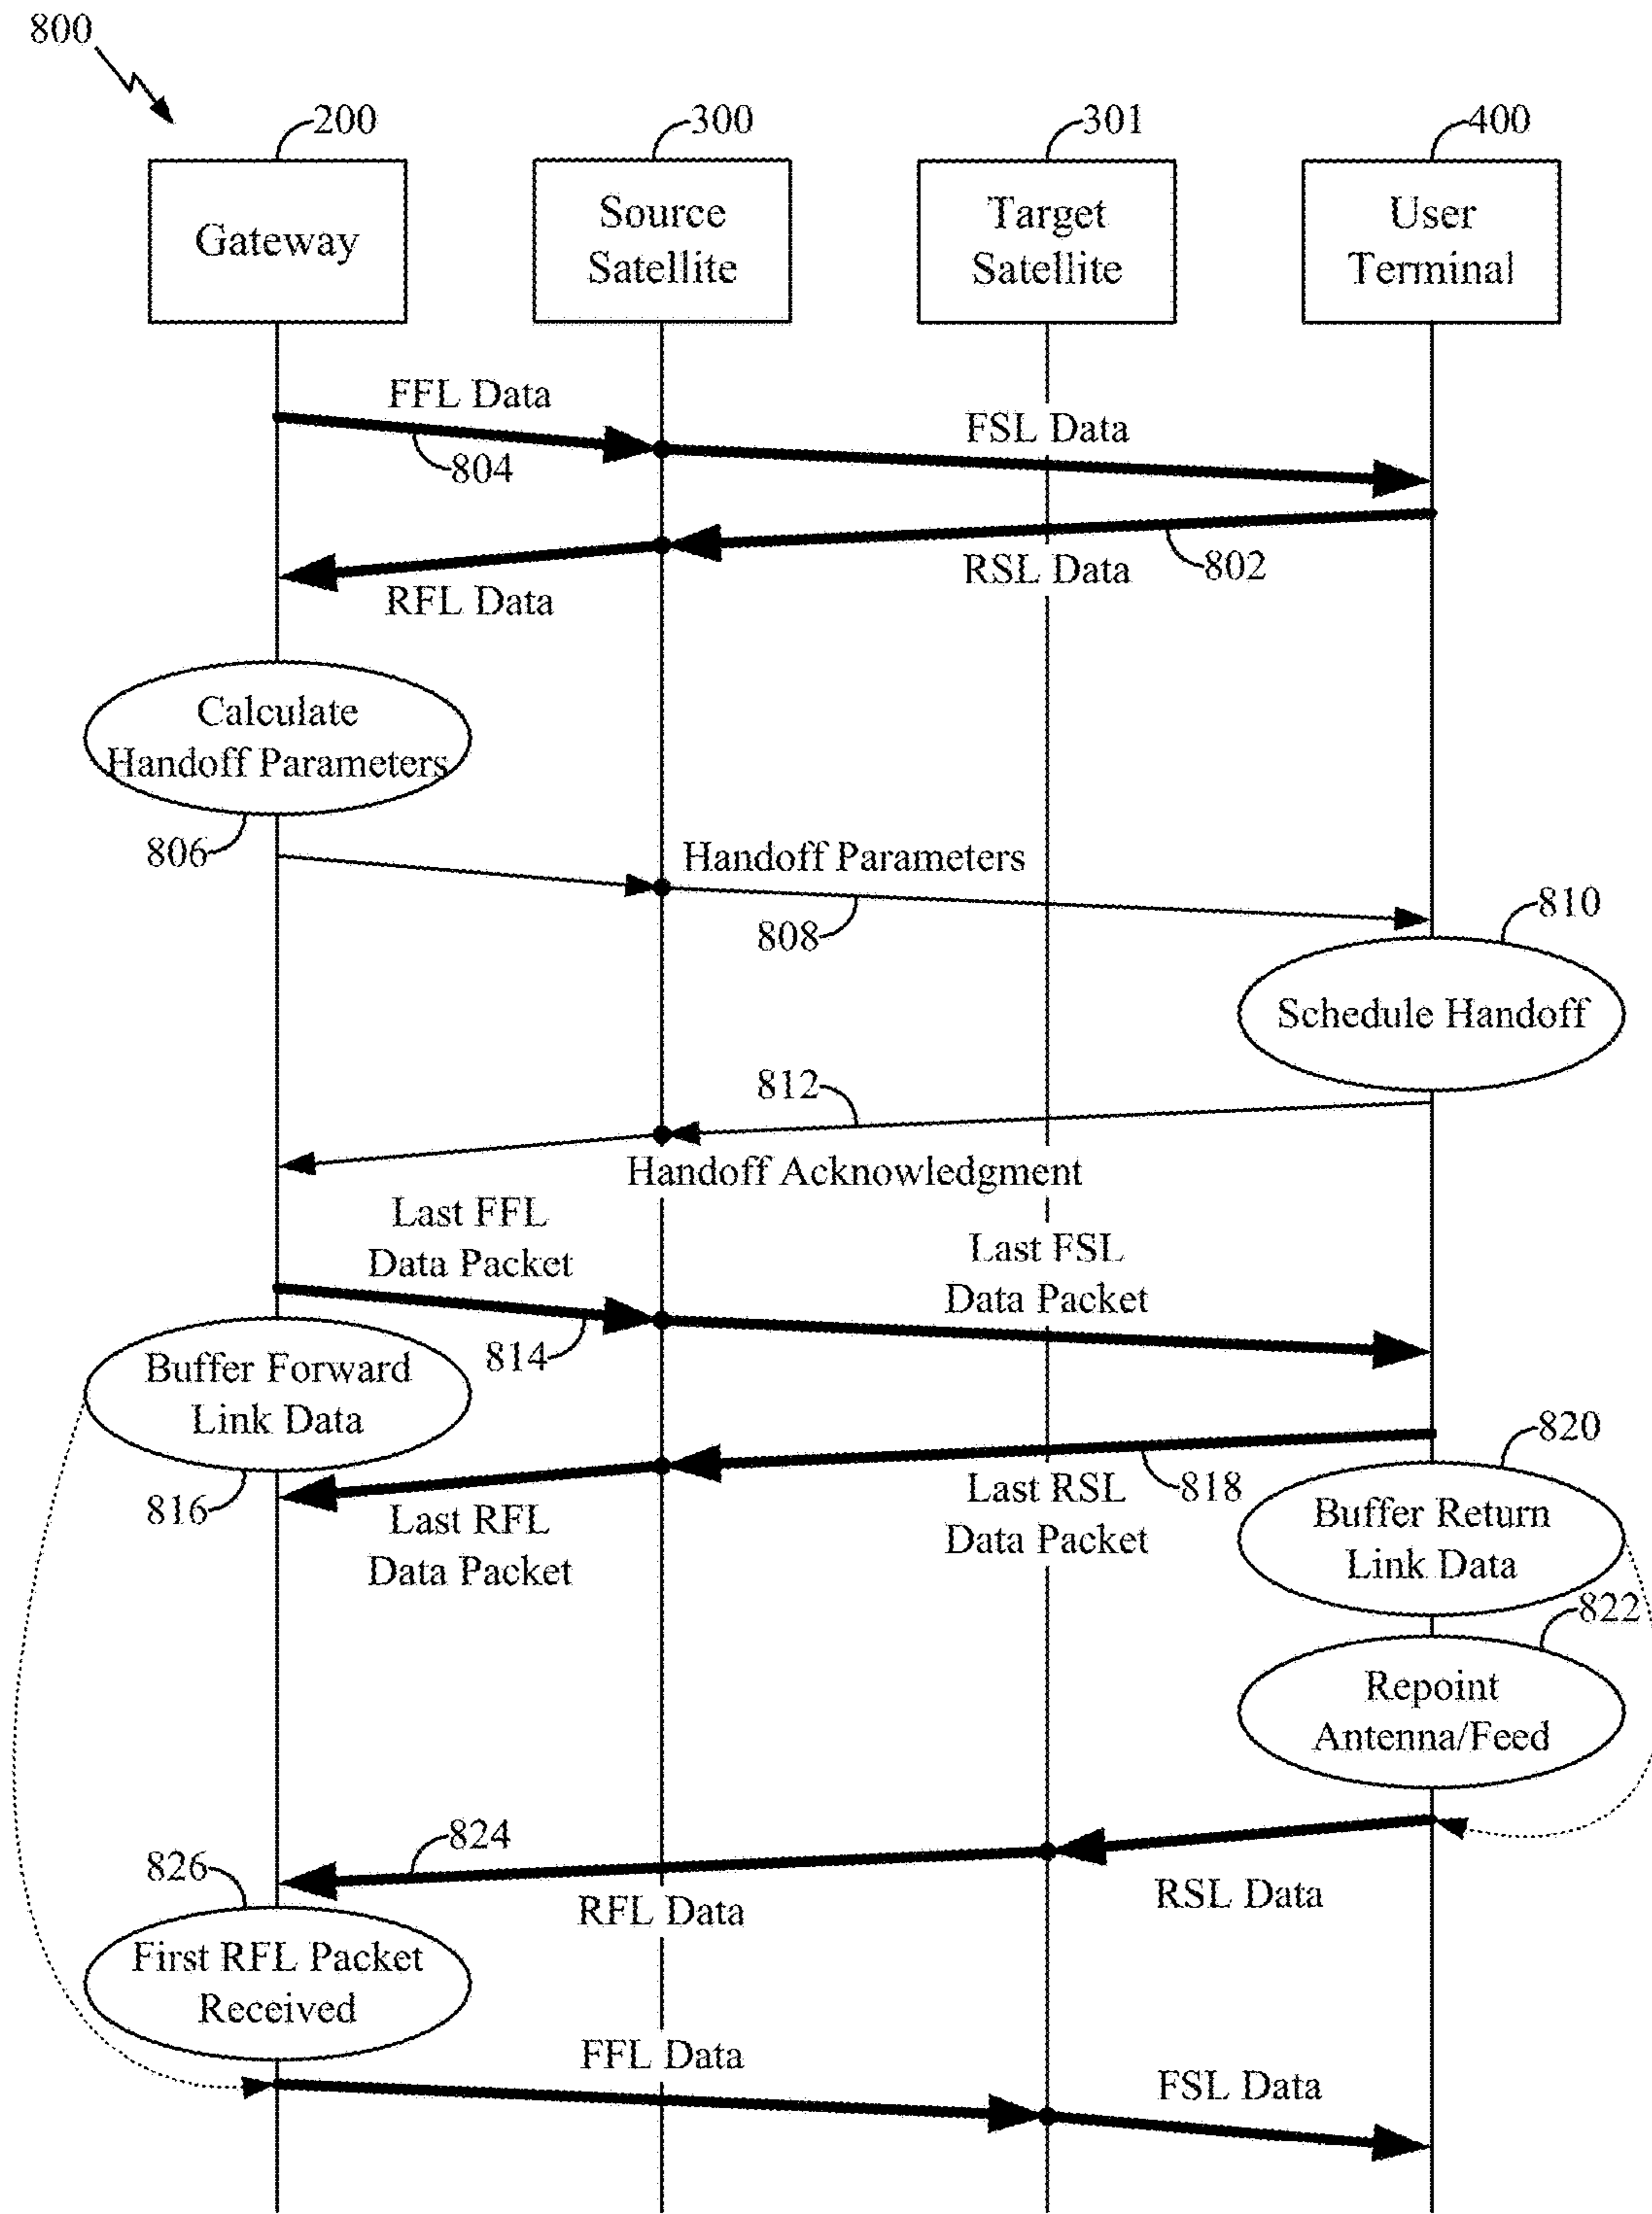 800
200
300
301
400
Gateway
Source
Satellite
Target
Satellite
User
Terminal
FFL Data
804
FSL Data
RSL Data
802
RFL Data
Calculate
Handoff Parameters
806
Handoff Parameters
808
810
Schedule Handoff
812
Handoff Acknowledgment
Last FFL
Data Packet
814
Last FSL
Data Packet
Buffer Forward
Link Data
816
Last RFL
Data Packet
Last RSL
Data Packet
818
820
Buffer Return
Link Data
822
Repoint
Antenna/Feed
824
826
RFL Data
RSL Data
First RFL Packet
Received
FFL Data
FSL Data